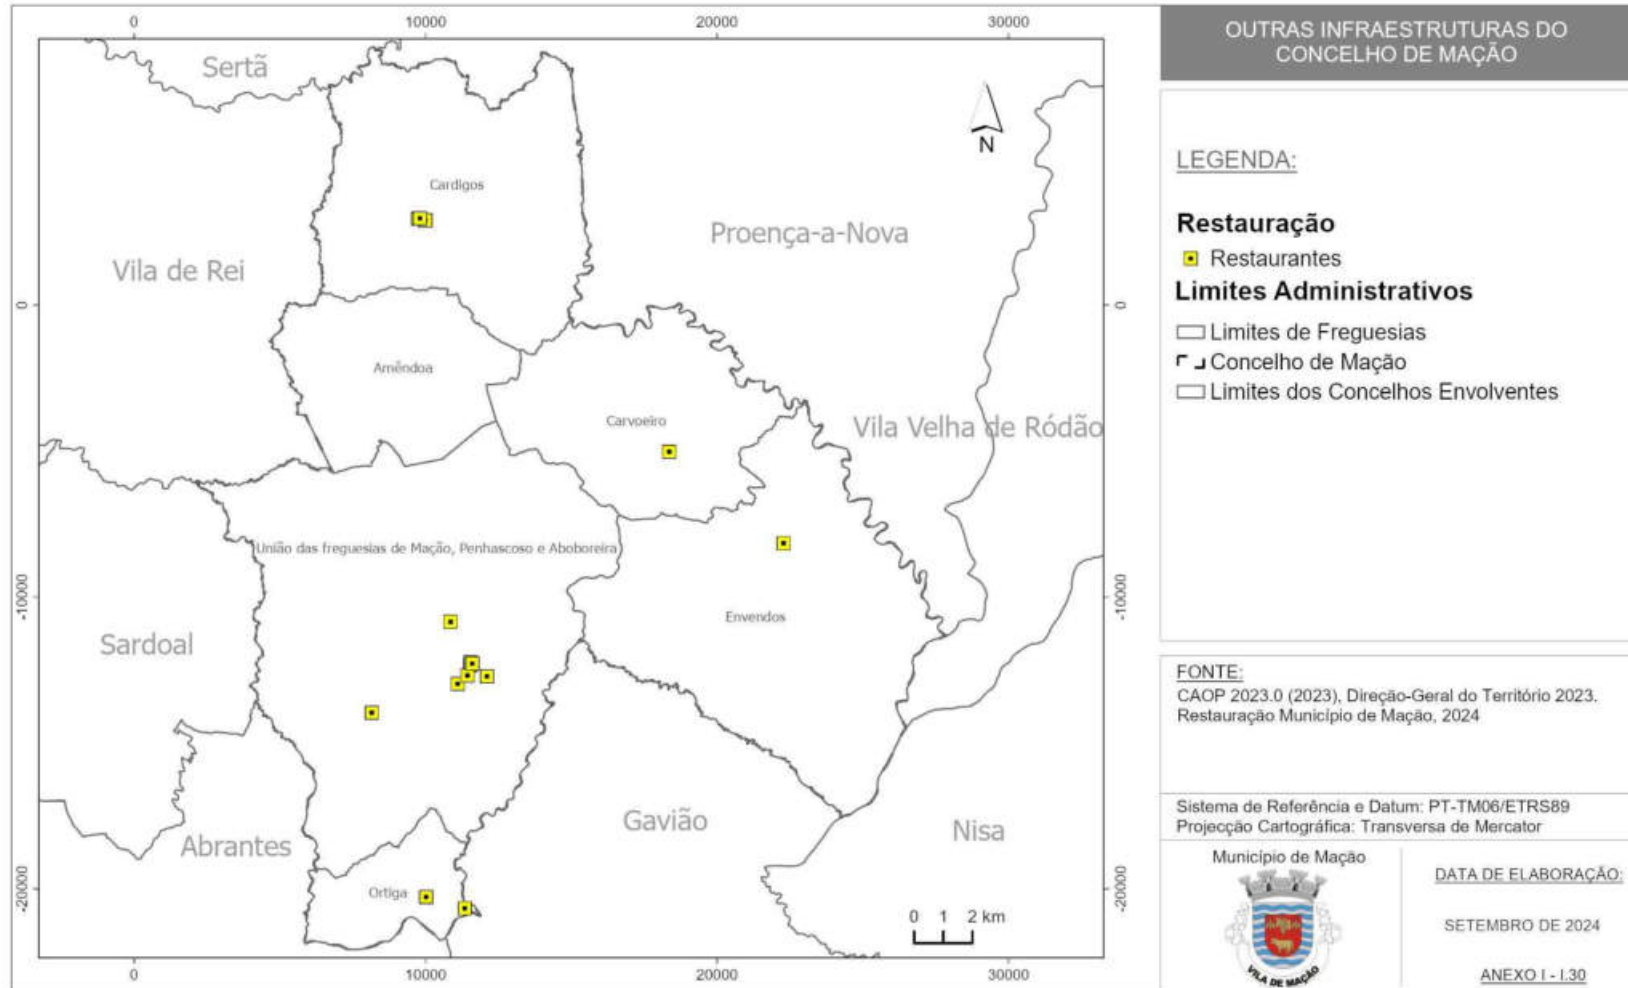 0 10000 20000 30000
Sertã
N
Cardigos
Proença-a-Nova
Vila de Rei
0 0
Amêndoa
Carvoeiro
Vila Velha de Ródão
União das freguesias de Mação, Penhascoso e Aboboreira
-10000 -10000
Envendos
Sardoal
Gavião
Nisa
Abrantes
-20000 -20000
Ortiga
0 1 2 km
0 10000 20000 30000
OUTRAS INFRAESTRUTURAS DO
CONCELHO DE MAÇÃO
LEGENDA:
Restauração
Restaurantes
Limites Administrativos
Limites de Freguesias
Concelho de Mação
Limites dos Concelhos Envolventes
FONTE:
CAOP 2023.0 (2023), Direção-Geral do Território 2023.
Restauração Município de Mação, 2024
Sistema de Referência e Datum: PT-TM06/ETRS89
Projecção Cartográfica: Transversa de Mercator
Município de Mação
VILA DE MAÇÃO
DATA DE ELABORAÇÃO:
SETEMBRO DE 2024
ANEXO I - I.30